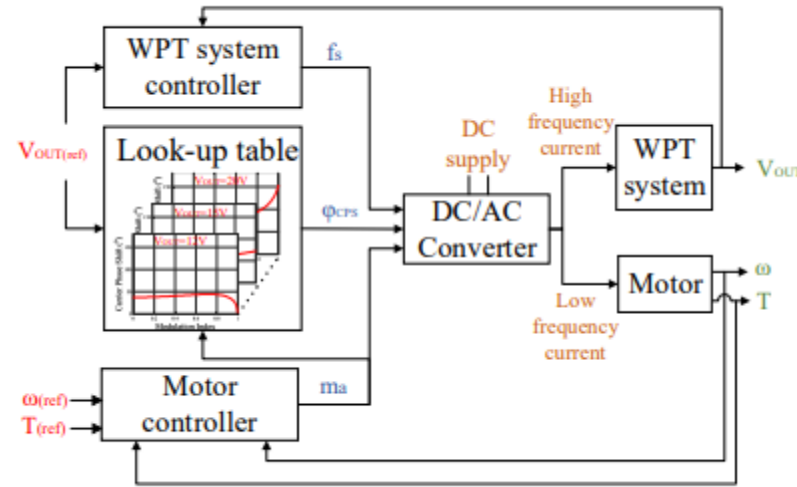 WPT system
controller
fs
VOUT(ref)
Look-up table
VOUT=20V
VOUT=15V
VOUT=12V
Carrier Phase Shift (°)
Modulation Index
φCPS
DC
supply
DC/AC
Converter
High
frequency
current
WPT
system
VOUT
Motor
ω
T
Low
frequency
current
ω(ref)
T(ref)
Motor
controller
ma